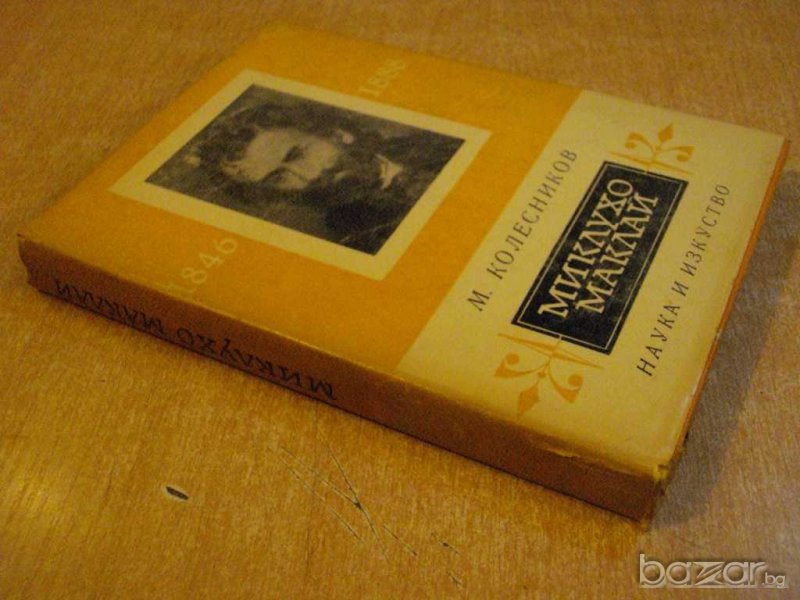 1846
1888
М. КОЛЕСНИКОВ
МИКЛУХО
МАКЛАЙ
НАУКА И ИЗКУСТВО
МИКЛУХО МАКЛАЙ
bazar.bg